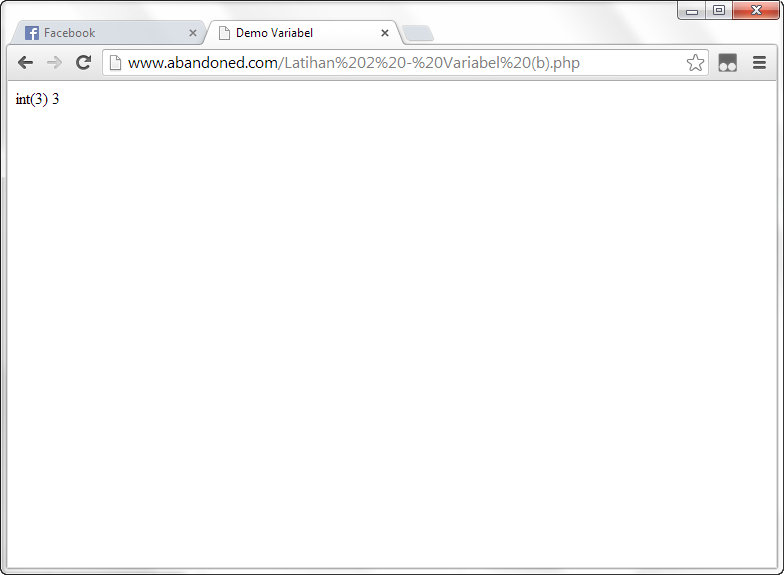 Facebook
Demo Variabel
www.abandoned.com/Latihan%202%20-%20Variabel%20(b).php
int(3) 3